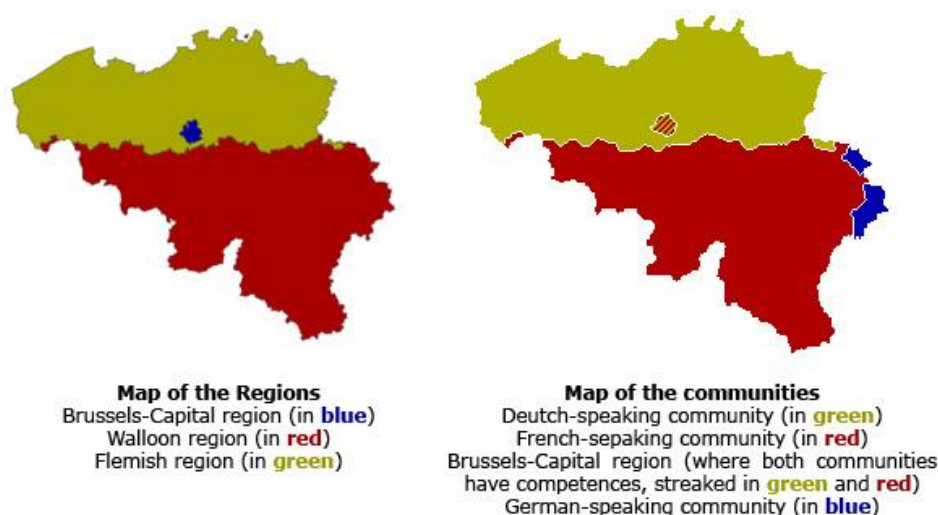 Map of the Regions
Brussels-Capital region (in blue)
Walloon region (in red)
Flemish region (in green)
Map of the communities
Deutch-speaking community (in green)
French-sepaking community (in red)
Brussels-Capital region (where both communities
have competences, streaked in green and red)
German-speaking community (in blue)